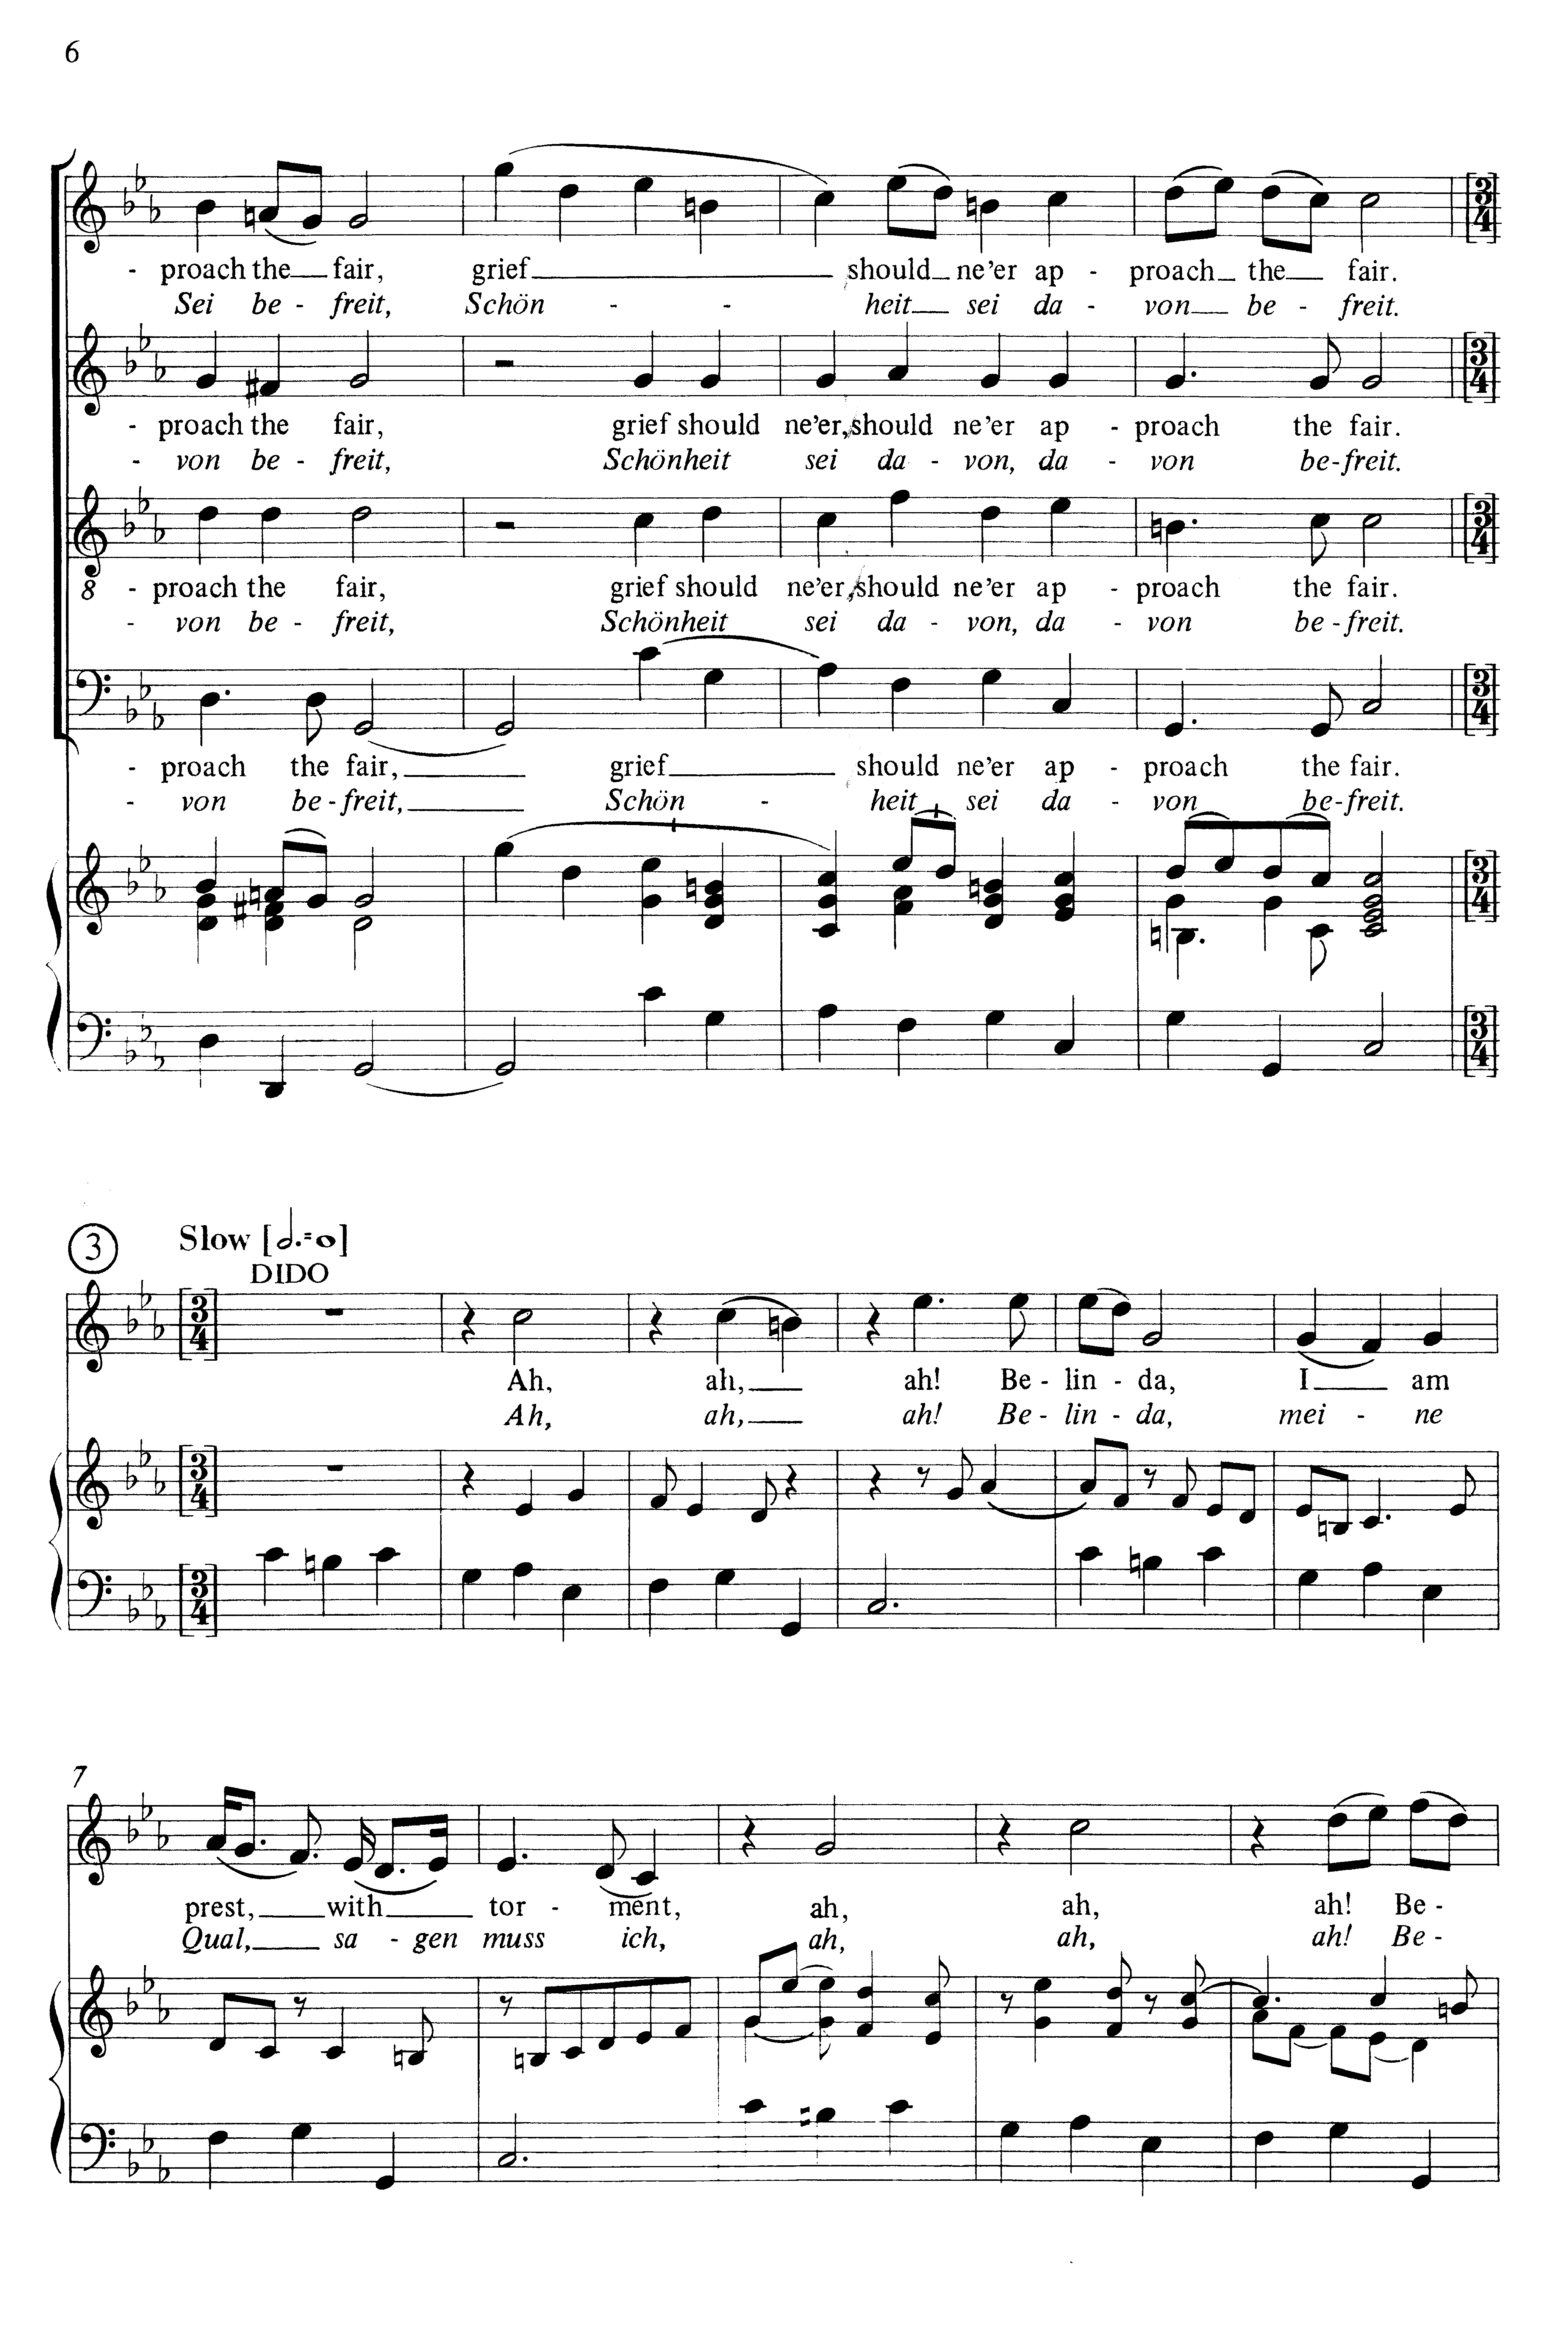 6
- proach the fair, grief should ne'er ap - proach the fair.
Sei be - freit, Schön - - heit sei da - von be - freit.
- proach the fair, grief should ne'er, should ne'er ap - proach the fair.
- von be - freit, Schönheit sei da - von, da - von be - freit.
8 - proach the fair, grief should ne'er, should ne'er ap - proach the fair.
- von be - freit, Schönheit sei da - von, da - von be - freit.
- proach the fair, grief should ne'er ap - proach the fair.
- von be - freit, Schön - heit sei da - von be - freit.
3 Slow [𝅗𝅥.=𝅝]
DIDO
Ah, ah, ah! Be - lin - da, I am
Ah, ah, ah! Be - lin - da, mei - ne
7
prest, with tor - ment, ah, ah, ah! Be -
Qual, sa - gen muss ich, ah, ah, ah! Be -